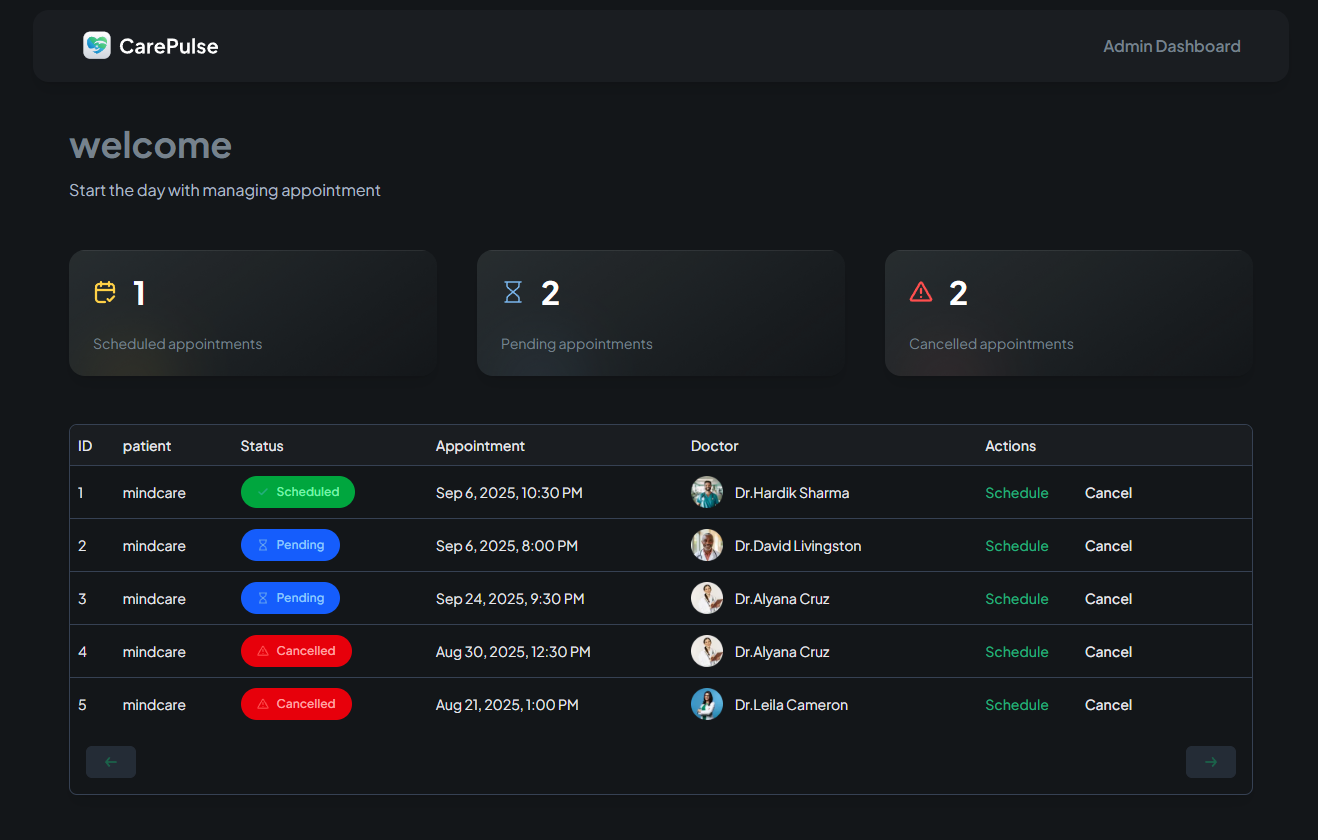 CarePulse
Admin Dashboard
welcome
Start the day with managing appointment
1
Scheduled appointments
2
Pending appointments
2
Cancelled appointments
ID patient Status Appointment Doctor Actions
1 mindcare Scheduled Sep 6, 2025, 10:30 PM Dr.Hardik Sharma Schedule Cancel
2 mindcare Pending Sep 6, 2025, 8:00 PM Dr.David Livingston Schedule Cancel
3 mindcare Pending Sep 24, 2025, 9:30 PM Dr.Alyana Cruz Schedule Cancel
4 mindcare Cancelled Aug 30, 2025, 12:30 PM Dr.Alyana Cruz Schedule Cancel
5 mindcare Cancelled Aug 21, 2025, 1:00 PM Dr.Leila Cameron Schedule Cancel